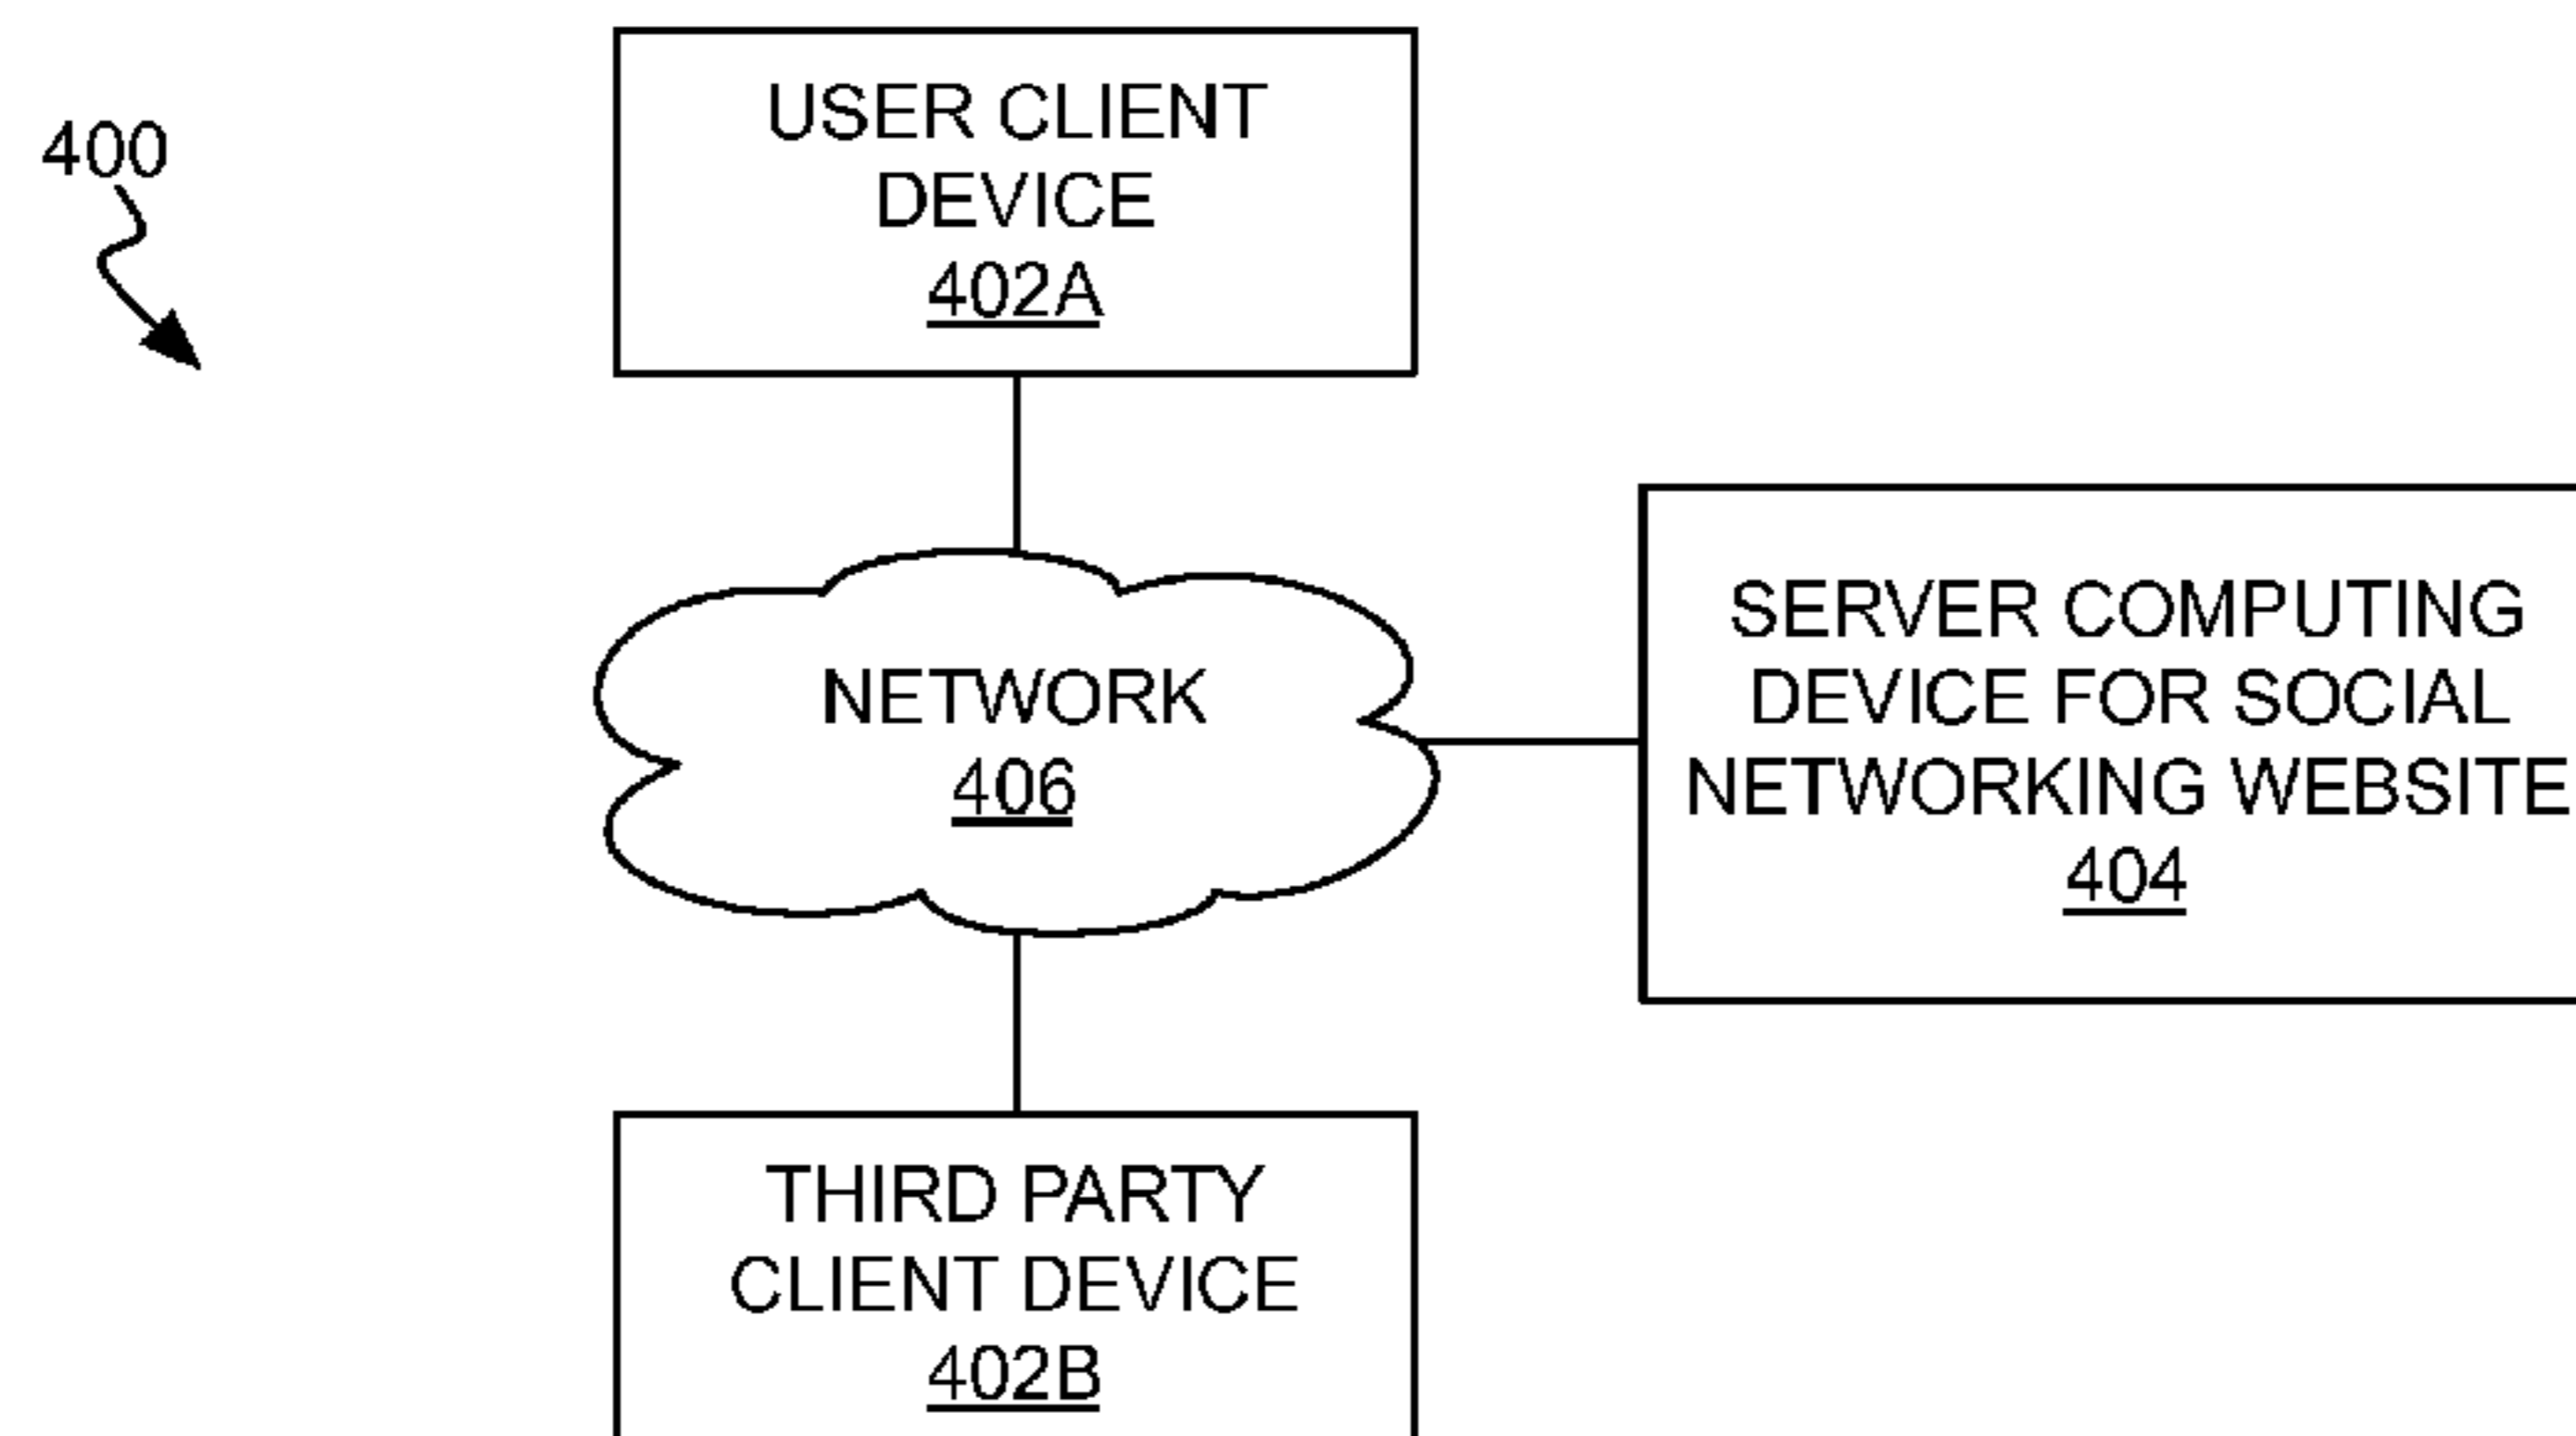 400
USER CLIENT
DEVICE
402A
NETWORK
406
SERVER COMPUTING
DEVICE FOR SOCIAL
NETWORKING WEBSITE
404
THIRD PARTY
CLIENT DEVICE
402B